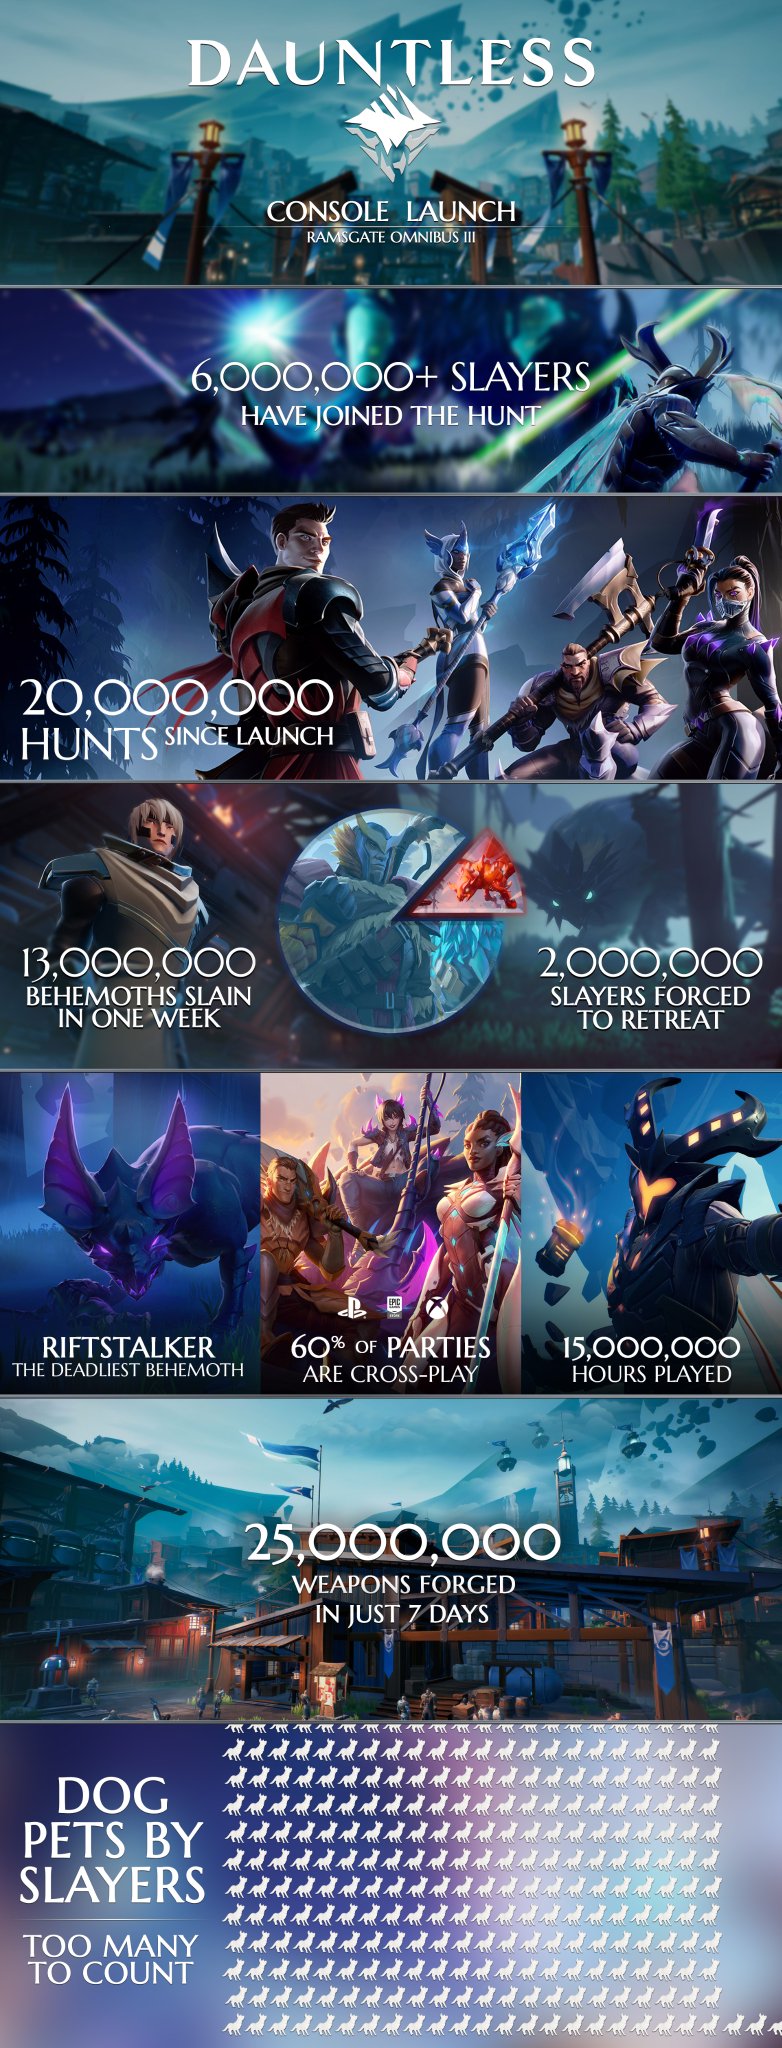 DAUNTLESS
CONSOLE LAUNCH
RAMSGATE OMNIBUS III
6,000,000+ SLAYERS
HAVE JOINED THE HUNT
20,000,000
HUNTS SINCE LAUNCH
13,000,000
BEHEMOTHS SLAIN
IN ONE WEEK
2,000,000
SLAYERS FORCED
TO RETREAT
RIFTSTALKER
THE DEADLIEST BEHEMOTH
EPIC
GAMES
STORE
60% OF PARTIES
ARE CROSS-PLAY
15,000,000
HOURS PLAYED
25,000,000
WEAPONS FORGED
IN JUST 7 DAYS
DOG
PETS BY
SLAYERS
TOO MANY
TO COUNT